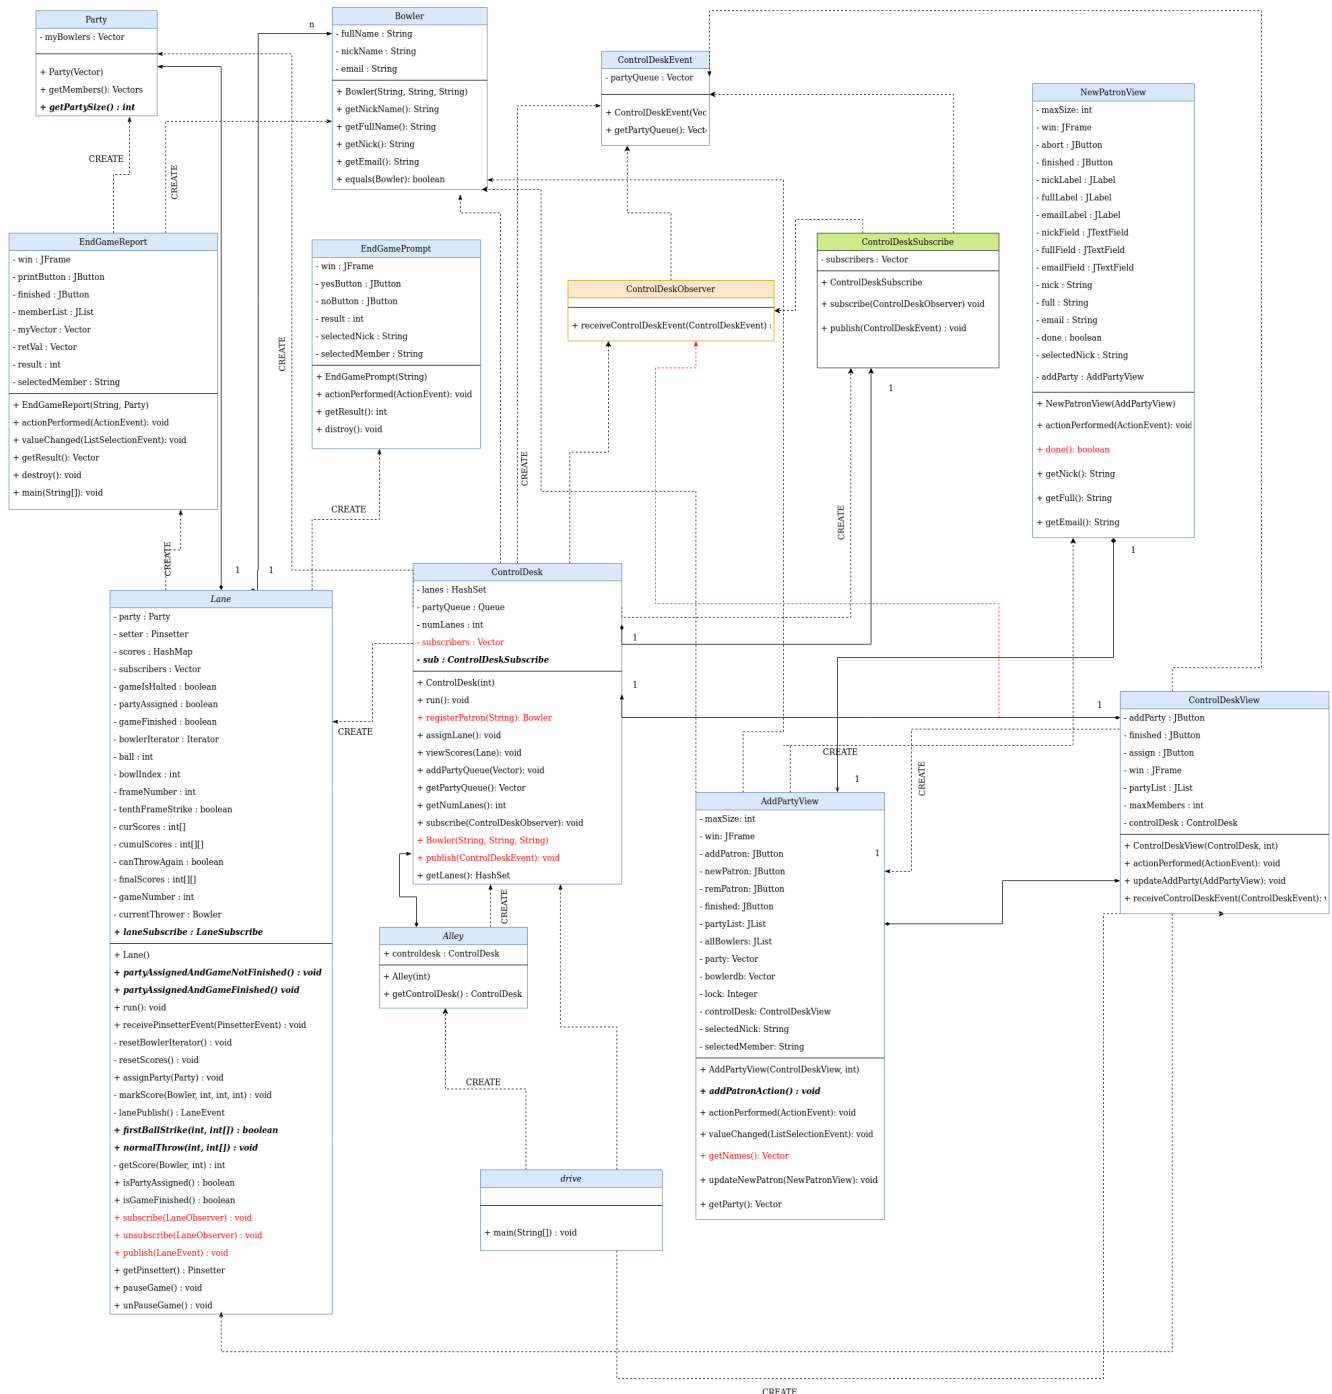 Party
- myBowlers : Vector
+ Party(Vector)
+ getMembers(): Vectors
+ getPartySize() : int
Bowler
- fullName : String
- nickName : String
- email : String
+ Bowler(String, String, String)
+ getNickName(): String
+ getFullName(): String
+ getNick(): String
+ getEmail(): String
+ equals(Bowler): boolean
n
ControlDeskEvent
- partyQueue : Vector
+ ControlDeskEvent(Vec
+ getPartyQueue(): Vect
NewPatronView
- maxSize: int
- win: JFrame
- abort : JButton
- finished : JButton
- nickLabel : JLabel
- fullLabel : JLabel
- emailLabel : JLabel
- nickField : JTextField
- fullField : JTextField
- emailField : JTextField
- nick : String
- full : String
- email : String
- done : boolean
- selectedNick : String
- addParty : AddPartyView
+ NewPatronView(AddPartyView)
+ actionPerformed(ActionEvent): void
+ done(): boolean
+ getNick(): String
+ getFull(): String
+ getEmail(): String
1
CREATE
CREATE
EndGameReport
- win : JFrame
- printButton : JButton
- finished : JButton
- memberList : JList
- myVector : Vector
- retVal : Vector
- result : int
- selectedMember : String
+ EndGameReport(String, Party)
+ actionPerformed(ActionEvent): void
+ valueChanged(ListSelectionEvent): void
+ getResult(): Vector
+ destroy(): void
+ main(String[]): void
EndGamePrompt
- win : JFrame
- yesButton : JButton
- noButton : JButton
- result : int
- selectedNick : String
- selectedMember : String
+ EndGamePrompt(String)
+ actionPerformed(ActionEvent): void
+ getResult(): int
+ distroy(): void
ControlDeskObserver
+ receiveControlDeskEvent(ControlDeskEvent) :
ControlDeskSubscribe
- subscribers : Vector
+ ControlDeskSubscribe
+ subscribe(ControlDeskObserver) void
+ publish(ControlDeskEvent) : void
1
CREATE
CREATE
CREATE
CREATE
CREATE
1
1
Lane
- party : Party
- setter : Pinsetter
- scores : HashMap
- subscribers : Vector
- gameIsHalted : boolean
- partyAssigned : boolean
- gameFinished : boolean
- bowlerIterator : Iterator
- ball : int
- bowlIndex : int
- frameNumber : int
- tenthFrameStrike : boolean
- curScores : int[]
- cumulScores : int[][]
- canThrowAgain : boolean
- finalScores : int[][]
- gameNumber : int
- currentThrower : Bowler
+ laneSubscribe : LaneSubscribe
+ Lane()
+ partyAssignedAndGameNotFinished() : void
+ partyAssignedAndGameFinished() void
+ run(): void
+ receivePinsetterEvent(PinsetterEvent) : void
- resetBowlerIterator() : void
- resetScores() : void
+ assignParty(Party) : void
- markScore(Bowler, int, int, int) : void
- lanePublish() : LaneEvent
+ firstBallStrike(int, int[]) : boolean
+ normalThrow(int, int[]) : void
- getScore(Bowler, int) : int
+ isPartyAssigned() : boolean
+ isGameFinished() : boolean
+ subscribe(LaneObserver) : void
+ unsubscribe(LaneObserver) : void
+ publish(LaneEvent) : void
+ getPinsetter() : Pinsetter
+ pauseGame() : void
+ unPauseGame() : void
CREATE
ControlDesk
- lanes : HashSet
- partyQueue : Queue
- numLanes : int
- subscribers : Vector
- sub : ControlDeskSubscribe
+ ControlDesk(int)
+ run(): void
+ registerPatron(String): Bowler
+ assignLane(): void
+ viewScores(Lane): void
+ addPartyQueue(Vector): void
+ getPartyQueue(): Vector
+ getNumLanes(): int
+ subscribe(ControlDeskObserver): void
+ Bowler(String, String, String)
+ publish(ControlDeskEvent): void
+ getLanes(): HashSet
1
1
1
CREATE
1
CREATE
ControlDeskView
- addParty : JButton
- finished : JButton
- assign : JButton
- win : JFrame
- partyList : JList
- maxMembers : int
- controlDesk : ControlDesk
+ ControlDeskView(ControlDesk, int)
+ actionPerformed(ActionEvent): void
+ updateAddParty(AddPartyView): void
+ receiveControlDeskEvent(ControlDeskEvent):
AddPartyView
- maxSize: int
- win: JFrame
- addPatron: JButton
- newPatron: JButton
- remPatron: JButton
- finished: JButton
- partyList: JList
- allBowlers: JList
- party: Vector
- bowlerdb: Vector
- lock: Integer
- controlDesk: ControlDeskView
- selectedNick: String
- selectedMember: String
+ AddPartyView(ControlDeskView, int)
+ addPatronAction() : void
+ actionPerformed(ActionEvent): void
+ valueChanged(ListSelectionEvent): void
+ getNames(): Vector
+ updateNewPatron(NewPatronView): void
+ getParty(): Vector
1
CREATE
Alley
+ controldesk : ControlDesk
+ Alley(int)
+ getControlDesk() : ControlDesk
CREATE
drive
+ main(String[]) : void
CREATE